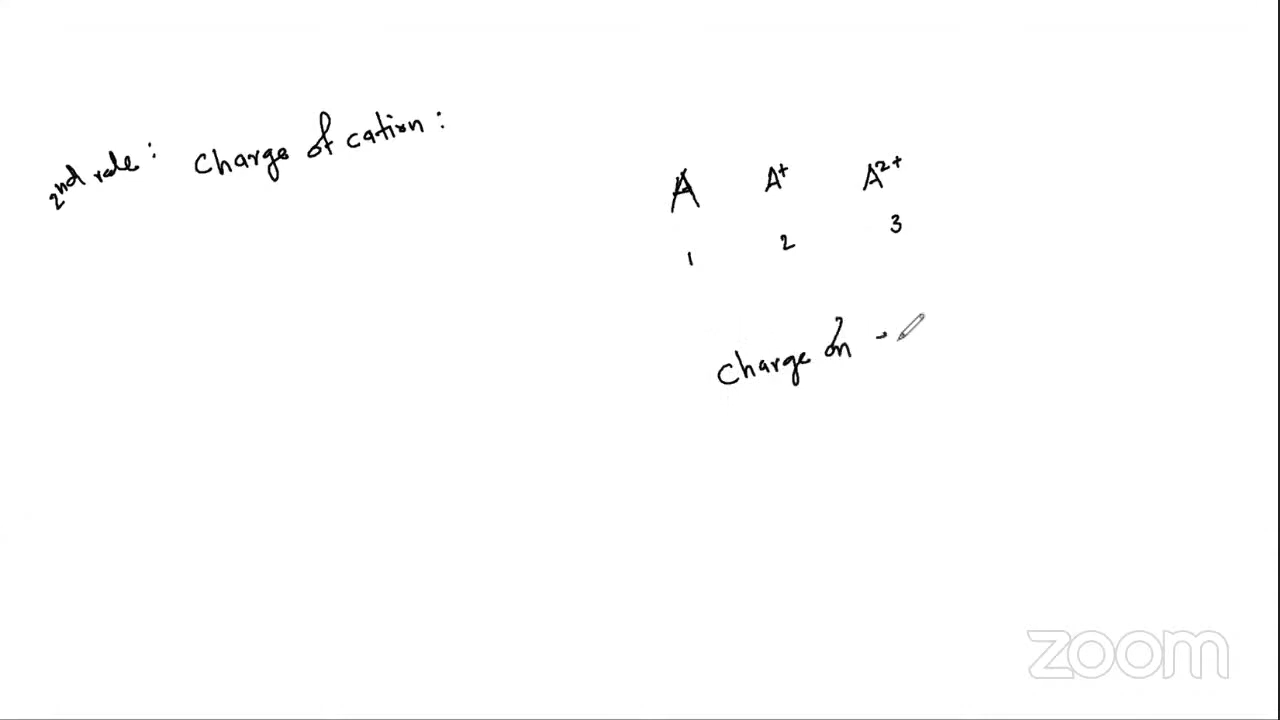 2nd rule: Charge of cation:
A A⁺ A²⁺
1 2 3
Charge on -
zoom